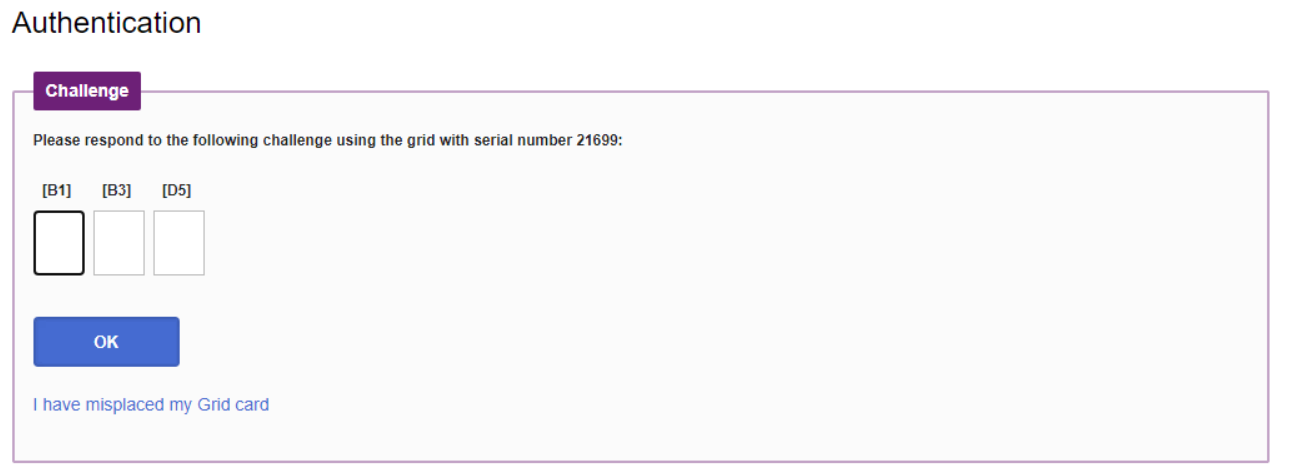 Authentication
Challenge
Please respond to the following challenge using the grid with serial number 21699:
[B1] [B3] [D5]
OK
I have misplaced my Grid card